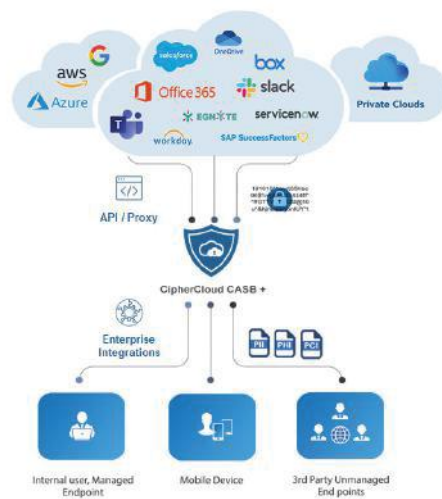 salesforce
OneDrive
box
G
aws
Azure
Office 365
slack
Private Clouds
T
EGNYTE
servicenow
workday
SAP SuccessFactors
API / Proxy
CipherCloud CASB +
Enterprise
Integrations
PII
PHI
PCI
Internal user, Managed
Endpoint
Mobile Device
3rd Party Unmanaged
End points